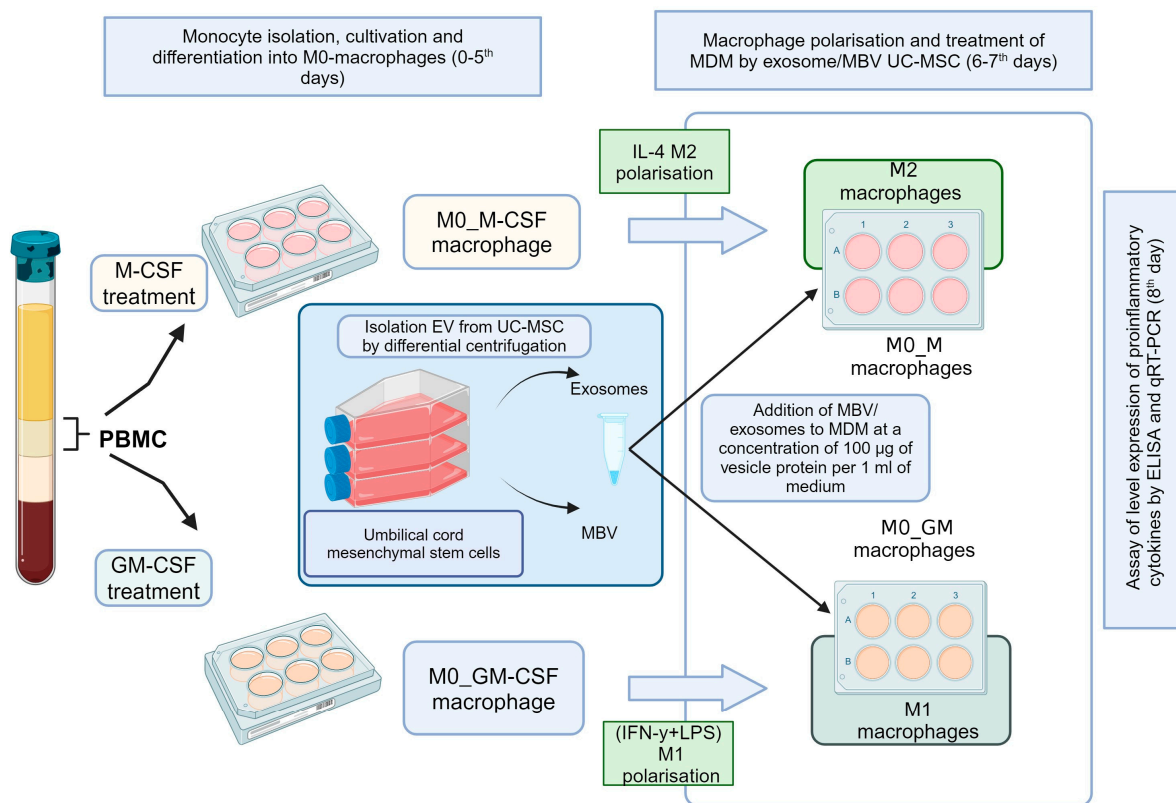 Monocyte isolation, cultivation and
differentiation into M0-macrophages (0-5th
days)
Macrophage polarisation and treatment of
MDM by exosome/MBV UC-MSC (6-7th days)
IL-4 M2
polarisation
M-CSF
treatment
M0_M-CSF
macrophage
M2
macrophages
1 2 3
A
B
M0_M
macrophages
PBMC
Isolation EV from UC-MSC
by differential centrifugation
Exosomes
MBV
Umbilical cord
mesenchymal stem cells
Addition of MBV/
exosomes to MDM at a
concentration of 100 µg of
vesicle protein per 1 ml of
medium
GM-CSF
treatment
M0_GM-CSF
macrophage
(IFN-y+LPS)
M1
polarisation
M0_GM
macrophages
1 2 3
A
B
M1
macrophages
Assay of level expression of proinflammatory
cytokines by ELISA and qRT-PCR (8th day)